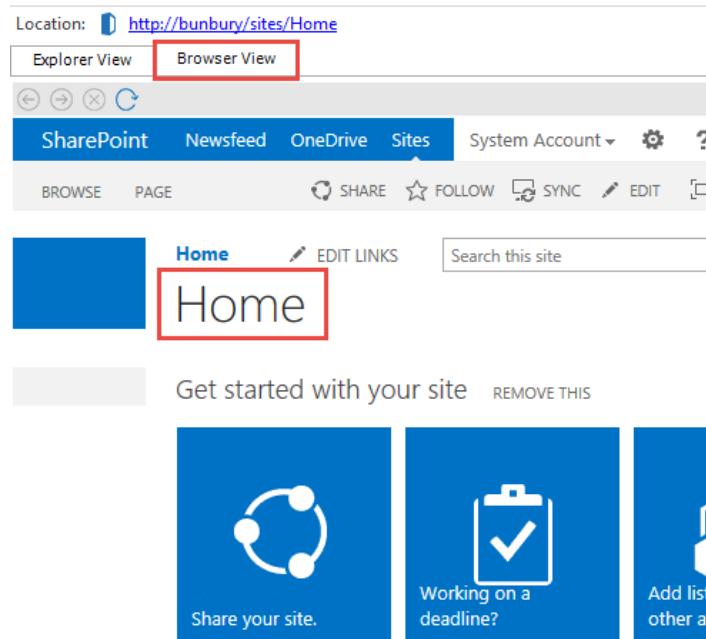 Location: http://bunbury/sites/Home
Explorer View Browser View
SharePoint Newsfeed OneDrive Sites System Account ?
BROWSE PAGE SHARE FOLLOW SYNC EDIT
Home EDIT LINKS Search this site
Home
Get started with your site REMOVE THIS
Share your site.
Working on a
deadline?
Add list
other a